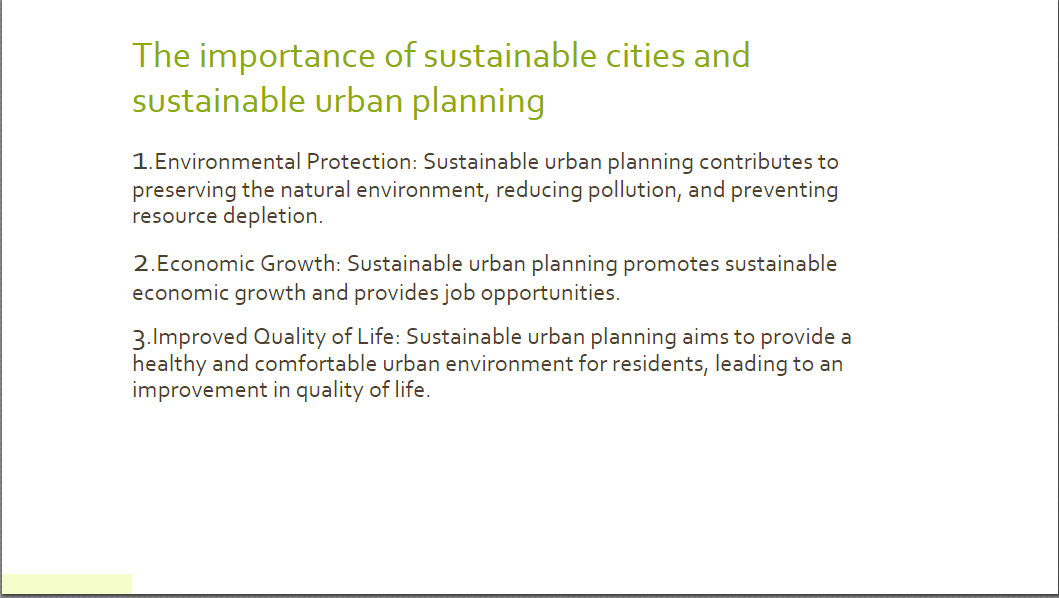 The importance of sustainable cities and
sustainable urban planning
1.Environmental Protection: Sustainable urban planning contributes to
preserving the natural environment, reducing pollution, and preventing
resource depletion.
2.Economic Growth: Sustainable urban planning promotes sustainable
economic growth and provides job opportunities.
3.Improved Quality of Life: Sustainable urban planning aims to provide a
healthy and comfortable urban environment for residents, leading to an
improvement in quality of life.